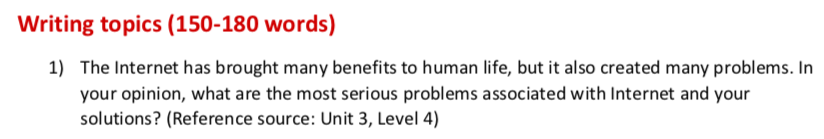 Writing topics (150-180 words)
1) The Internet has brought many benefits to human life, but it also created many problems. In
your opinion, what are the most serious problems associated with Internet and your
solutions? (Reference source: Unit 3, Level 4)